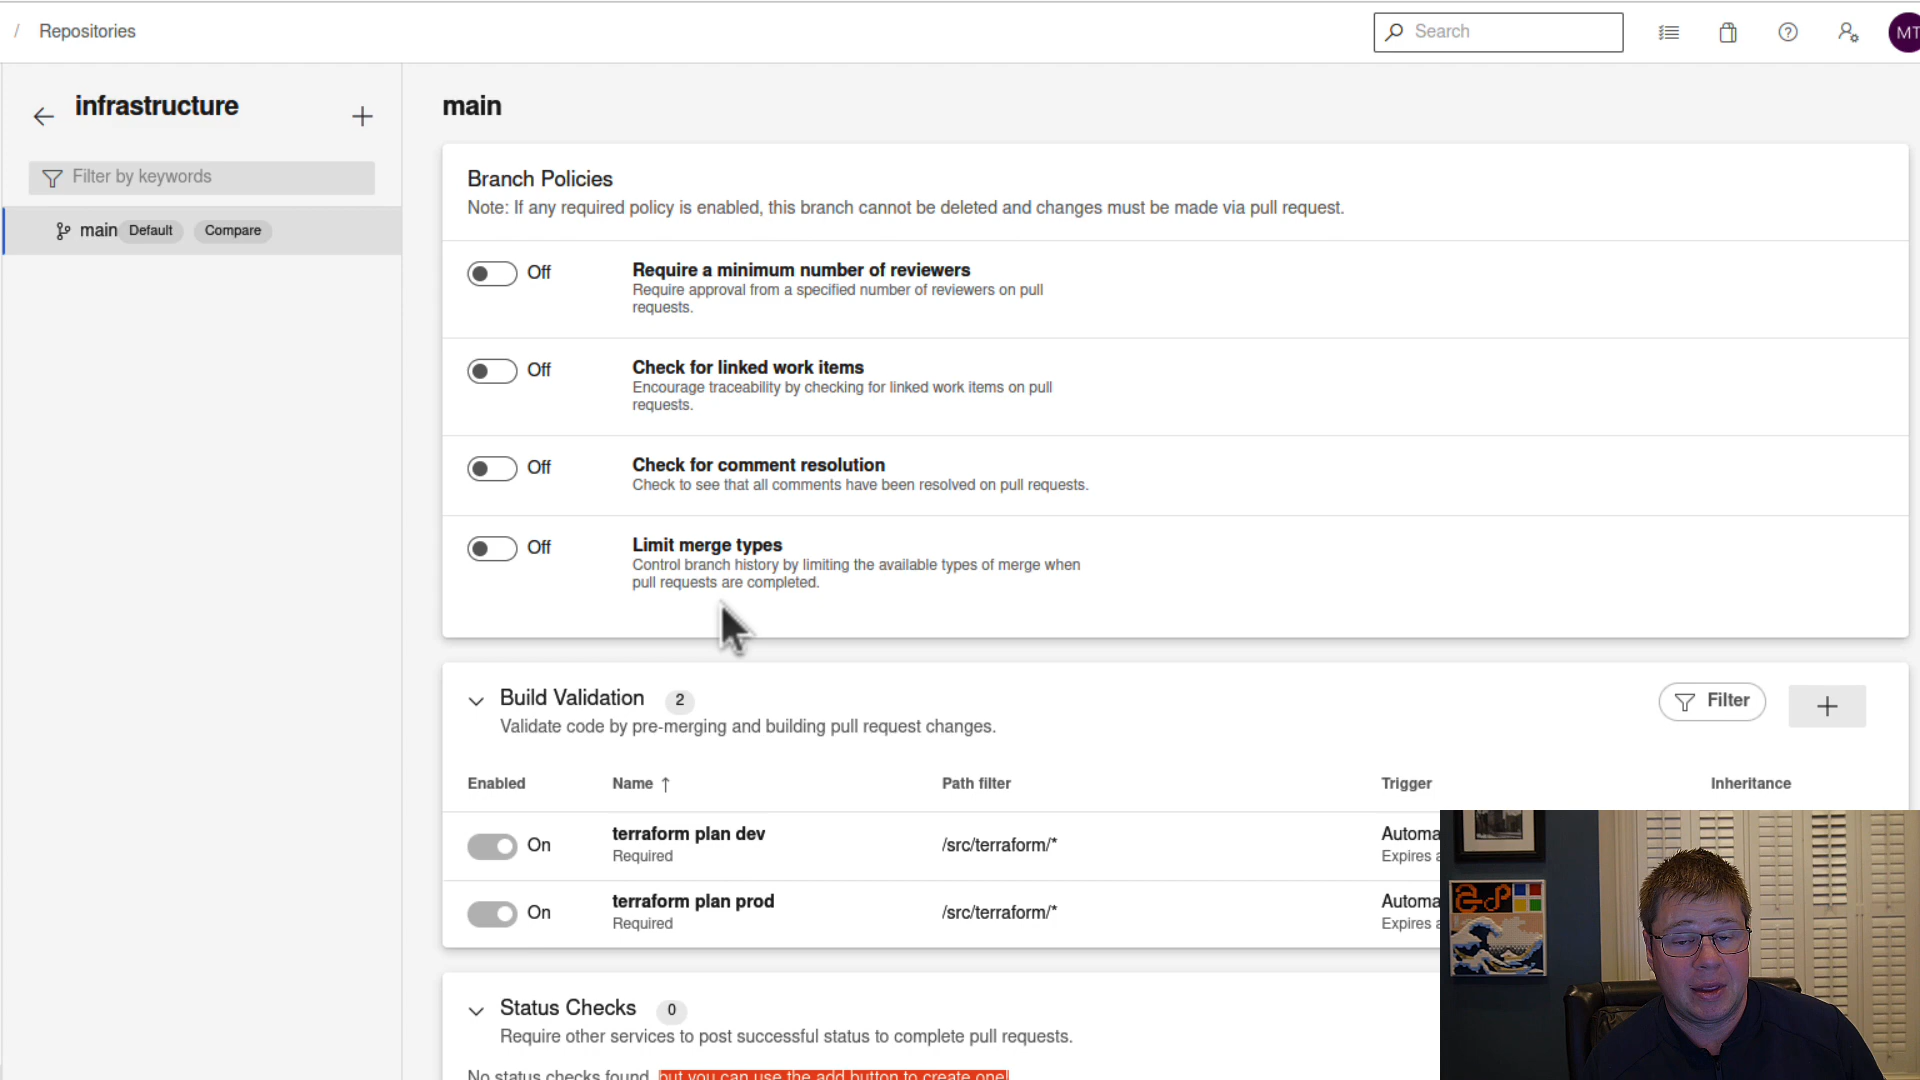 / Repositories
Search
MT
infrastructure
Filter by keywords
main Default Compare
main
Branch Policies
Note: If any required policy is enabled, this branch cannot be deleted and changes must be made via pull request.
Off
Require a minimum number of reviewers
Require approval from a specified number of reviewers on pull
requests.
Off
Check for linked work items
Encourage traceability by checking for linked work items on pull
requests.
Off
Check for comment resolution
Check to see that all comments have been resolved on pull requests.
Off
Limit merge types
Control branch history by limiting the available types of merge when
pull requests are completed.
Build Validation 2
Validate code by pre-merging and building pull request changes.
Filter
Enabled Name ↑ Path filter Trigger Inheritance
On terraform plan dev /src/terraform/* Automa
Required Expires a
On terraform plan prod /src/terraform/* Automa
Required Expires a
Status Checks 0
Require other services to post successful status to complete pull requests.
No status checks found, but you can use the add button to create one!